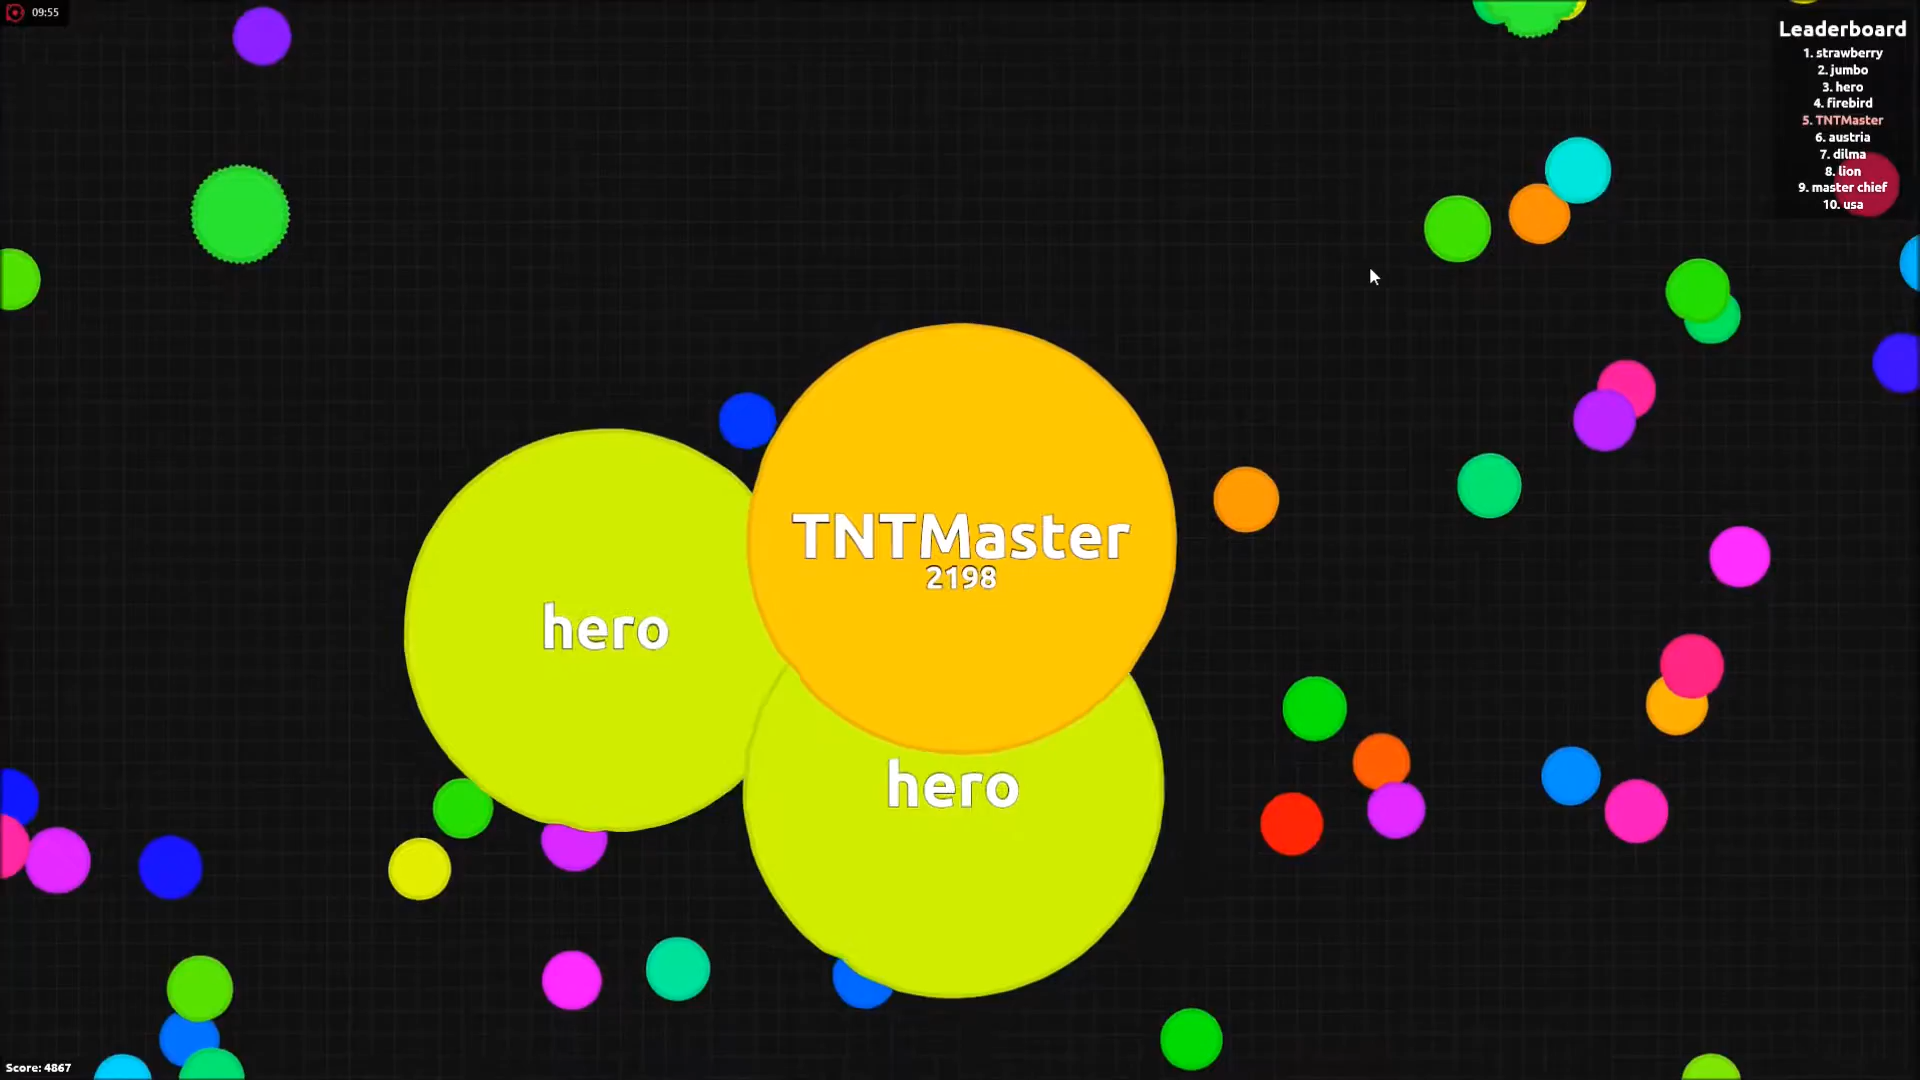 09:55
Leaderboard
1. strawberry
2. jumbo
3. hero
4. firebird
5. TNTMaster
6. austria
7. dilma
8. lion
9. master chief
10. usa
TNTMaster
2198
hero
hero
Score: 4867